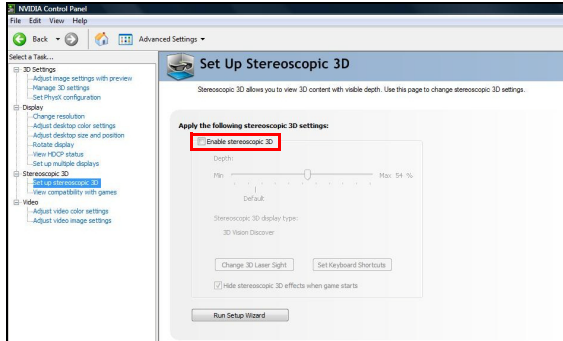 NVIDIA Control Panel
File Edit View Help
Back Advanced Settings
Select a Task...
3D Settings
Adjust image settings with preview
Manage 3D settings
Set PhysX configuration
Display
Change resolution
Adjust desktop color settings
Adjust desktop size and position
Rotate display
View HDCP status
Set up multiple displays
Stereoscopic 3D
Set up stereoscopic 3D
View compatibility with games
Video
Adjust video color settings
Adjust video image settings
Set Up Stereoscopic 3D
Stereoscopic 3D allows you to view 3D content with visible depth. Use this page to change stereoscopic 3D settings.
Apply the following stereoscopic 3D settings:
Enable stereoscopic 3D
Depth:
Min Max 54 %
Default
Stereoscopic 3D display type:
3D Vision Discover
Change 3D Laser Sight Set Keyboard Shortcuts
Hide stereoscopic 3D effects when game starts
Run Setup Wizard